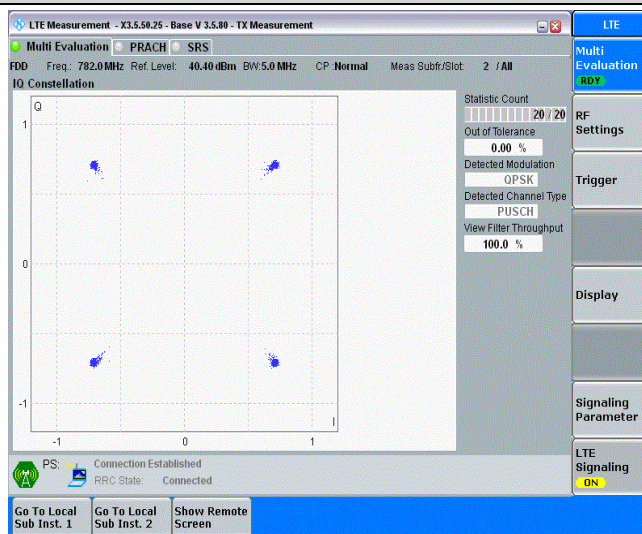 LTE Measurement - X3.5.50.25 - Base V 3.5.80 - TX Measurement
LTE
Multi Evaluation PRACH SRS
FDD Freq.: 782.0 MHz Ref. Level: 40.40 dBm BW: 5.0 MHz CP : Normal Meas Subfr./Slot: 2 / All
IQ Constellation
Q
1
0
-1
I
-1 0 1
Statistic Count
20 / 20
Out of Tolerance
0.00 %
Detected Modulation
QPSK
Detected Channel Type
PUSCH
View Filter Throughput
100.0 %
Multi
Evaluation
RDY
RF
Settings
Trigger
Display
Signaling
Parameter
LTE
Signaling
ON
PS: Connection Established
RRC State: Connected
Go To Local
Sub Inst. 1
Go To Local
Sub Inst. 2
Show Remote
Screen